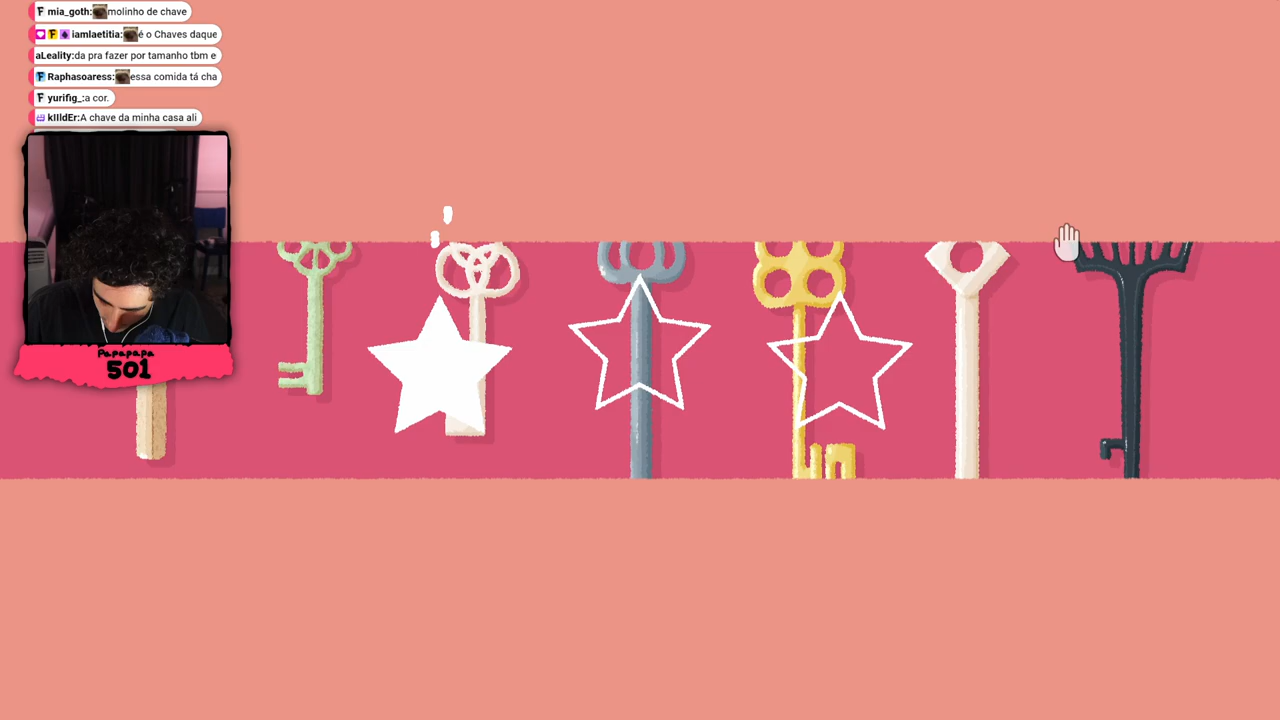 mia_goth:molinho de chave
iamlaetitia:é o Chaves daque
aLeality:da pra fazer por tamanho tbm e
Raphasoaress:essa comida tá cha
yurifig_:a cor.
kIlldEr:A chave da minha casa ali
Papapapa
501